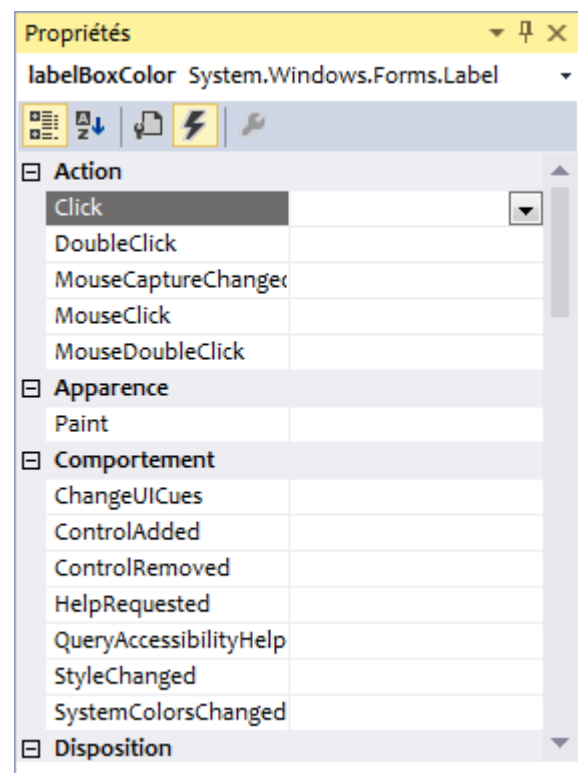 Propriétés
labelBoxColor System.Windows.Forms.Label
Action
Click
DoubleClick
MouseCaptureChanged
MouseClick
MouseDoubleClick
Apparence
Paint
Comportement
ChangeUICues
ControlAdded
ControlRemoved
HelpRequested
QueryAccessibilityHelp
StyleChanged
SystemColorsChanged
Disposition